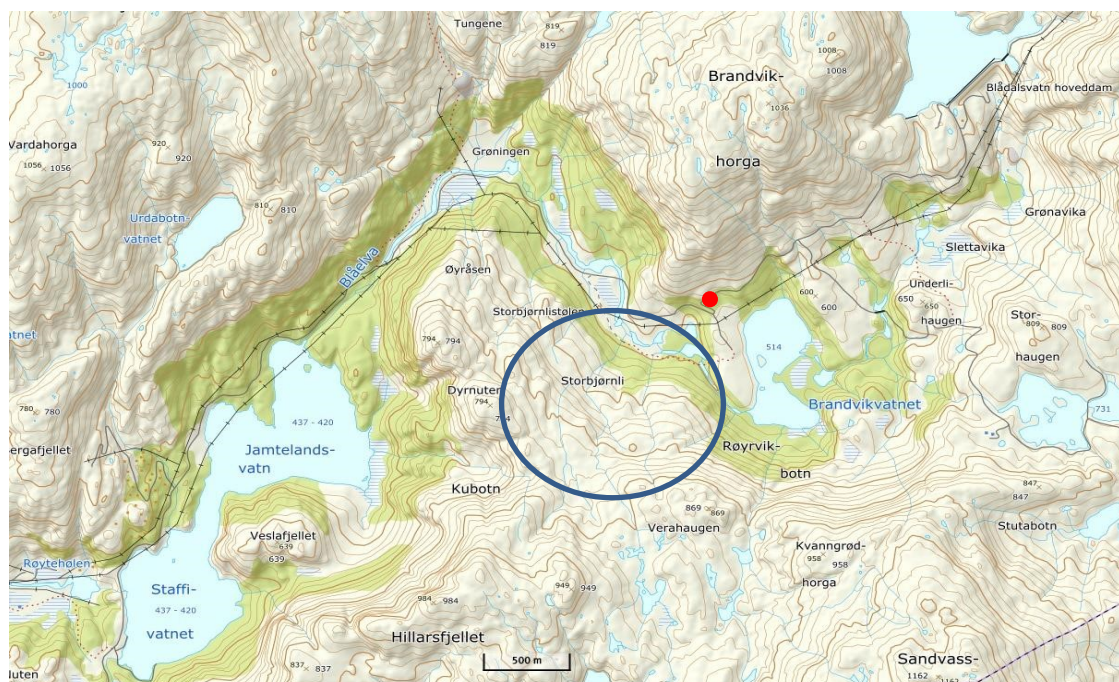 Tungene
819
819
1008
1008
Brandvik-
1036
horga
Blådalsvatn hoveddam
1000
Vardahorga
1056
1056
920
920
Grøningen
Urdabotn-
vatnet
810
810
Grønavika
Slettavika
Blåelva
Øyråsen
Storbjørnlistølen
600
600
Underli-
haugen
650
650
Stor-
809
809
haugen
794
794
514
Dyrnuten
794
794
Storbjørnli
Brandvikvatnet
731
780
780
437 - 420
Jamtelands-
vatn
Røyrvik-
botn
Kubotn
847
847
Stutabotn
869
869
Verahaugen
Veslafjellet
639
639
Kvanngrød-
958
958
horga
Røytehølen
Staffi-
437 - 420
vatnet
949
949
984
984
Hillarsfjellet
837
837
500 m
Sandvass-
1162